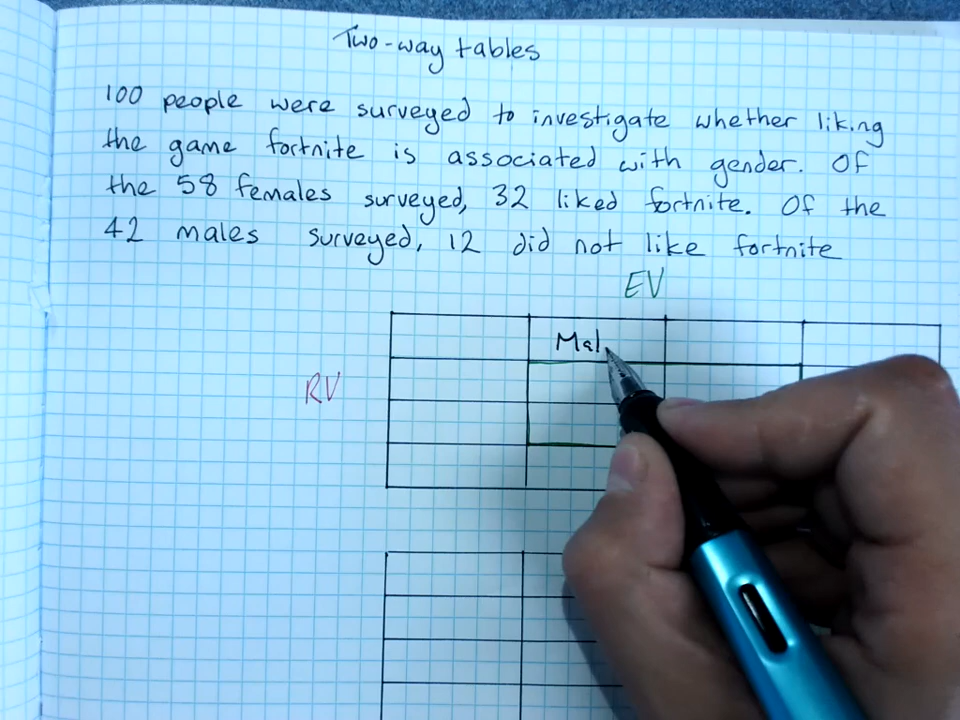 Two-way tables
100 people were surveyed to investigate whether liking
the game fortnite is associated with gender. Of
the 58 females surveyed, 32 liked fortnite. Of the
42 males surveyed, 12 did not like fortnite
EV
Mal
RV